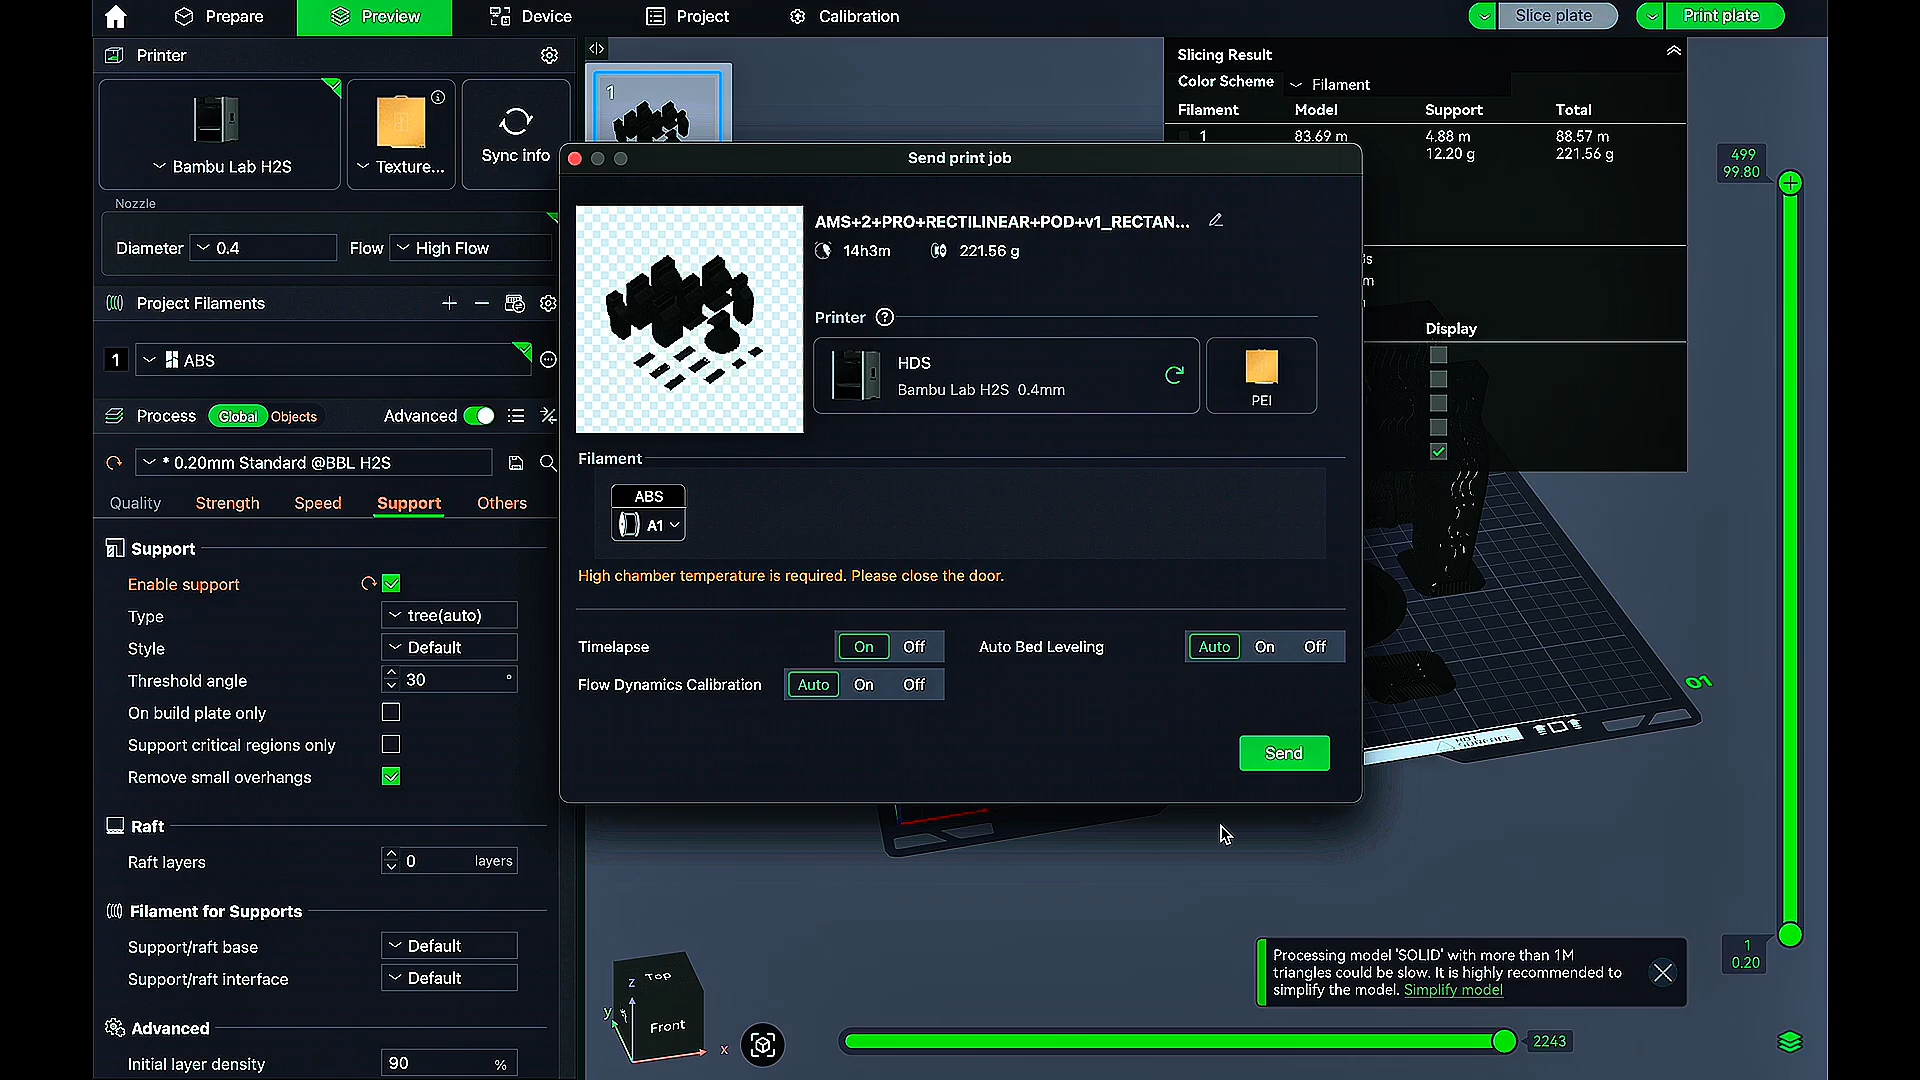 Prepare
Preview
Device
Project
Calibration
Slice plate
Print plate
Printer
Bambu Lab H2S
Texture...
Sync info
Nozzle
Diameter
0.4
Flow
High Flow
Project Filaments
1
ABS
Process
Global
Objects
Advanced
* 0.20mm Standard @BBL H2S
Quality
Strength
Speed
Support
Others
Support
Enable support
Type
tree(auto)
Style
Default
Threshold angle
30
°
On build plate only
Support critical regions only
Remove small overhangs
Raft
Raft layers
0
layers
Filament for Supports
Support/raft base
Default
Support/raft interface
Default
Advanced
Initial layer density
90
%
1
Slicing Result
Color Scheme
Filament
Filament Model Support Total
1 83.69 m 4.88 m 88.57 m
12.20 g 221.56 g
Display
Send print job
AMS+2+PRO+RECTILINEAR+POD+v1_RECTAN...
14h3m
221.56 g
Printer
HDS
Bambu Lab H2S 0.4mm
PEI
Filament
ABS
A1
High chamber temperature is required. Please close the door.
Timelapse
On
Off
Auto Bed Leveling
Auto
On
Off
Flow Dynamics Calibration
Auto
On
Off
Send
499
99.80
01
HOT
SURFACE
Processing model 'SOLID' with more than 1M
triangles could be slow. It is highly recommended to
simplify the model. Simplify model
1
0.20
Top
Front
z
y
x
2243